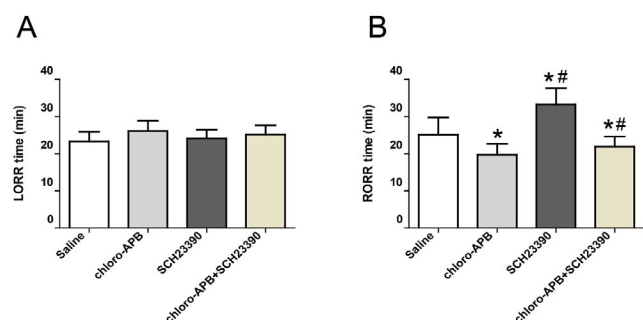 A
LORR time (min)
40
30
20
10
0
Saline
chloro-APB
SCH23390
chloro-APB+SCH23390
B
RORR time (min)
40
30
20
10
0
*
*#
*#
Saline
chloro-APB
SCH23390
chloro-APB+SCH23390